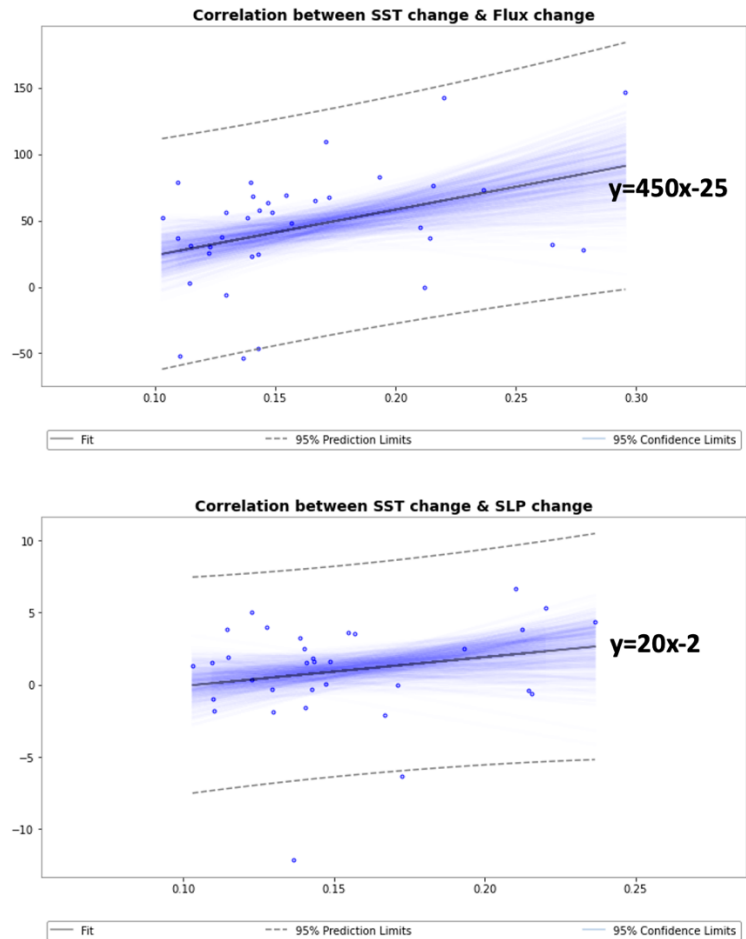 Correlation between SST change & Flux change
150
100
50
0
−50
y=450x-25
0.10 0.15 0.20 0.25 0.30
Fit 95% Prediction Limits 95% Confidence Limits
Correlation between SST change & SLP change
10
5
0
−5
−10
y=20x-2
0.10 0.15 0.20 0.25
Fit 95% Prediction Limits 95% Confidence Limits